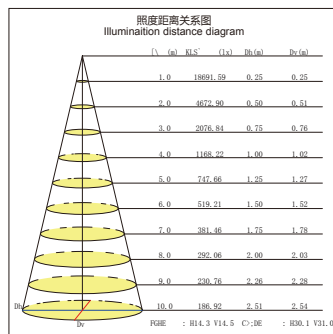 照度距离关系图
Illuminaition distance diagram
[\ (m) KLS` (lx) Dh(m) Dv(m)
1.0 18691.59 0.25 0.25
2.0 4672.90 0.50 0.51
3.0 2076.84 0.75 0.76
4.0 1168.22 1.00 1.02
5.0 747.66 1.25 1.27
6.0 519.21 1.50 1.52
7.0 381.46 1.75 1.78
8.0 292.06 2.00 2.03
9.0 230.76 2.26 2.28
Dh 10.0 186.92 2.51 2.54
Dv
FGHE : H14.3 V14.5 :DE : H30.1 V31.0